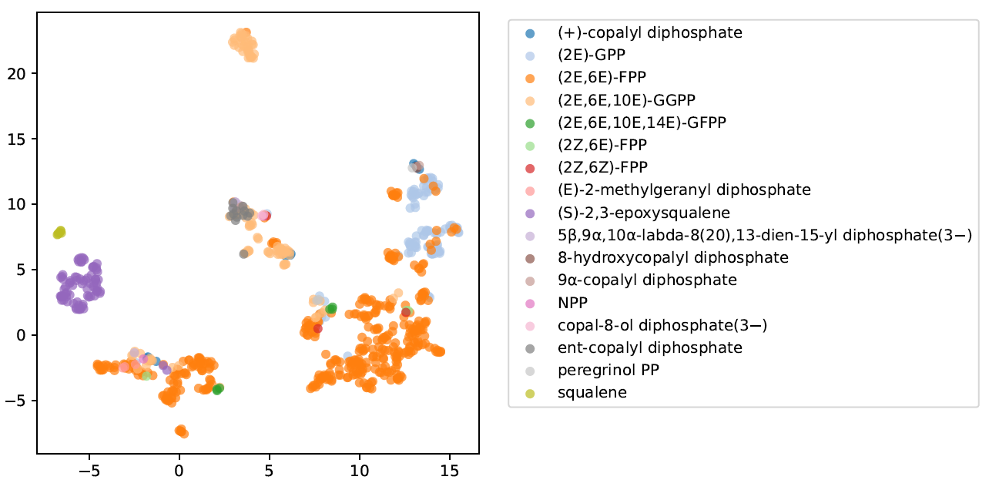 20
15
10
5
0
−5
−5
0
5
10
15
(+)-copalyl diphosphate
(2E)-GPP
(2E,6E)-FPP
(2E,6E,10E)-GGPP
(2E,6E,10E,14E)-GFPP
(2Z,6E)-FPP
(2Z,6Z)-FPP
(E)-2-methylgeranyl diphosphate
(S)-2,3-epoxysqualene
5β,9α,10α-labda-8(20),13-dien-15-yl diphosphate(3−)
8-hydroxycopalyl diphosphate
9α-copalyl diphosphate
NPP
copal-8-ol diphosphate(3−)
ent-copalyl diphosphate
peregrinol PP
squalene